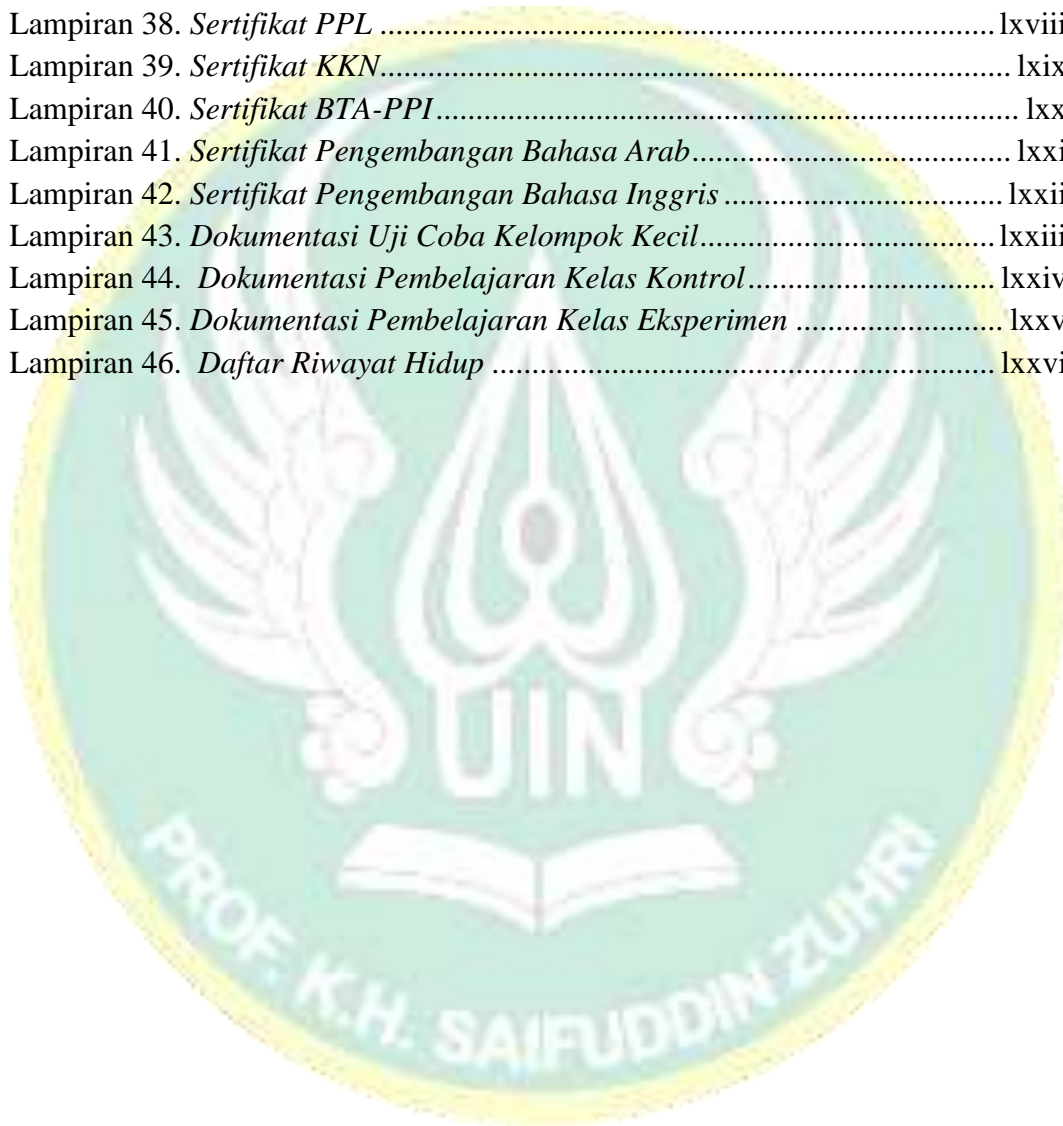 Lampiran 38. Sertifikat PPL ........................................................................... lxviii
Lampiran 39. Sertifikat KKN............................................................................ lxix
Lampiran 40. Sertifikat BTA-PPI....................................................................... lxx
Lampiran 41. Sertifikat Pengembangan Bahasa Arab....................................... lxxi
Lampiran 42. Sertifikat Pengembangan Bahasa Inggris .................................. lxxii
Lampiran 43. Dokumentasi Uji Coba Kelompok Kecil.................................... lxxiii
Lampiran 44. Dokumentasi Pembelajaran Kelas Kontrol.............................. lxxiv
Lampiran 45. Dokumentasi Pembelajaran Kelas Eksperimen ......................... lxxv
Lampiran 46. Daftar Riwayat Hidup ............................................................. lxxvi
UIN
PROF. K.H. SAIFUDDIN ZUHRI